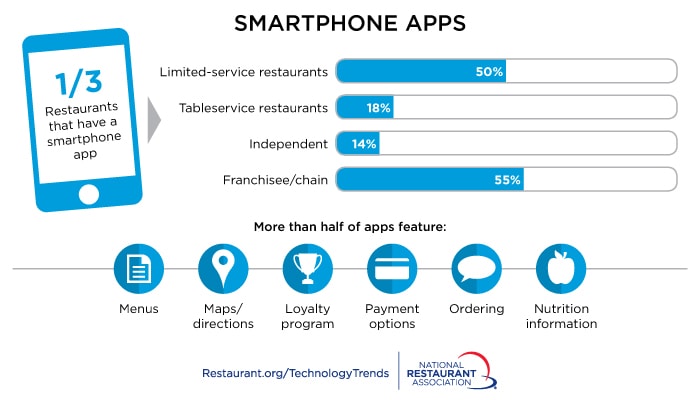 SMARTPHONE APPS
1/3
Restaurants
that have a
smartphone
app
Limited-service restaurants
50%
Tableservice restaurants
18%
Independent
14%
Franchisee/chain
55%
More than half of apps feature:
Menus
Maps/
directions
Loyalty
program
Payment
options
Ordering
Nutrition
information
Restaurant.org/TechnologyTrends
NATIONAL
RESTAURANT
ASSOCIATION